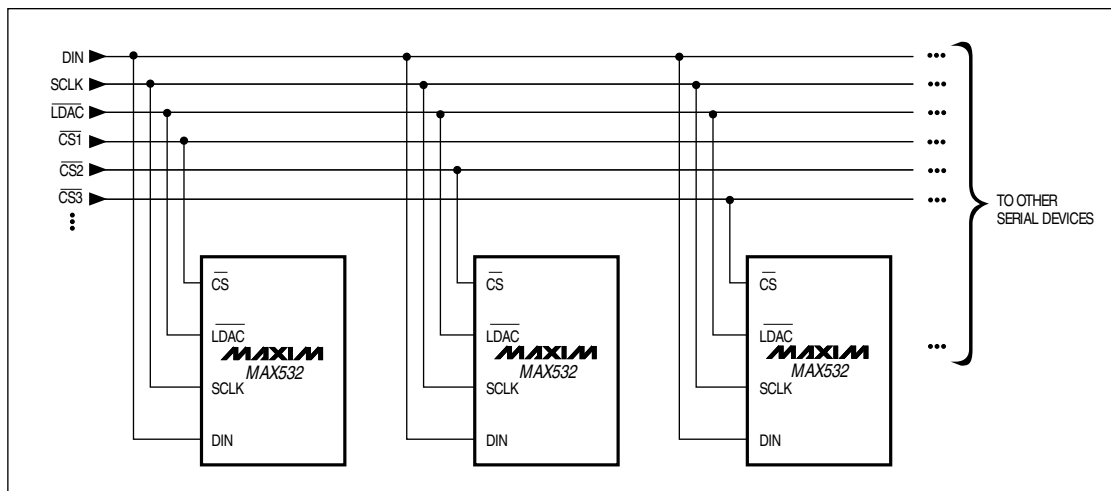 DIN
SCLK
LDAC
CS1
CS2
CS3
•••
•••
•••
•••
•••
•••
•••
•••
TO OTHER
SERIAL DEVICES
CS
LDAC
MAXIM
MAX532
SCLK
DIN
CS
LDAC
MAXIM
MAX532
SCLK
DIN
CS
LDAC
MAXIM
MAX532
SCLK
DIN